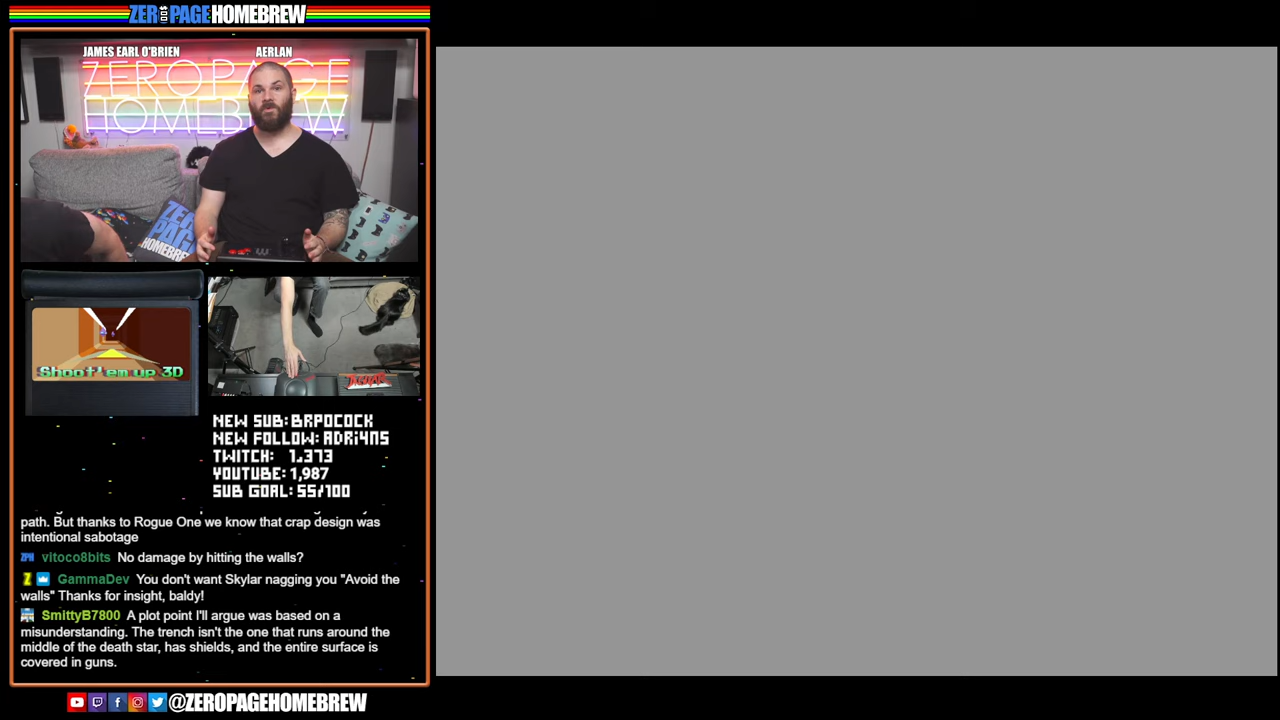 ZEROPAGE HOMEBREW
JAMES EARL O'BRIEN
AERLAN
ZEROPAGE
HOMEBREW
ZERO
PAGE
HOMEBREW
Shoot'em up 3D
NEW SUB: BRPOCOCK
NEW FOLLOW: ADRI4NS
TWITCH: 1,373
YOUTUBE: 1,987
SUB GOAL: 55/100
path. But thanks to Rogue One we know that crap design was
intentional sabotage
ZPH vitoco8bits No damage by hitting the walls?
Z GammaDev You don't want Skylar nagging you "Avoid the
walls" Thanks for insight, baldy!
SmittyB7800 A plot point I'll argue was based on a
misunderstanding. The trench isn't the one that runs around the
middle of the death star, has shields, and the entire surface is
covered in guns.
@ZEROPAGEHOMEBREW